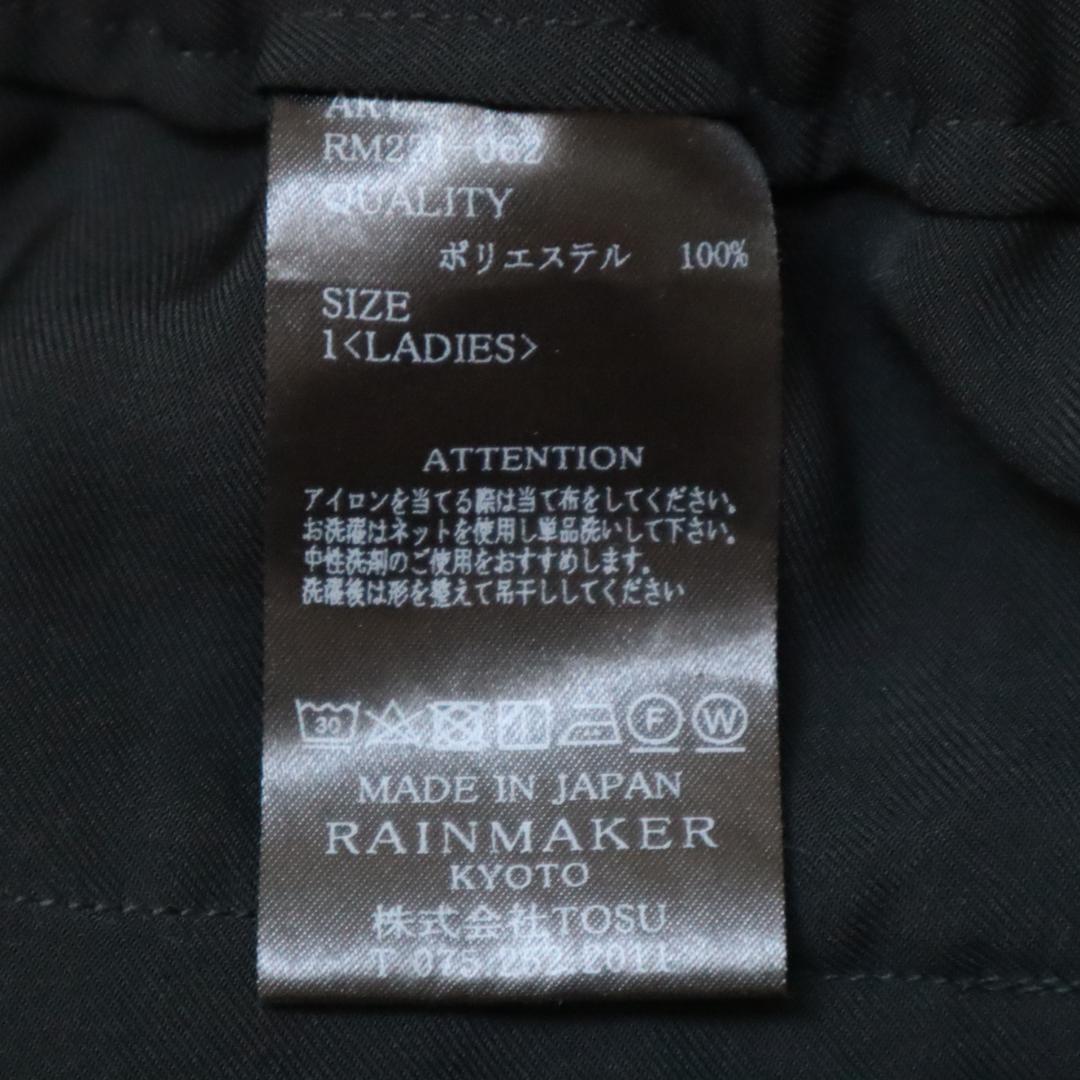 QUALITY
ポリエステル 100%
SIZE
1<LADIES>
ATTENTION
アイロンを当てる際は当て布をしてください。
お洗濯はネットを使用し単品洗いして下さい。
中性洗剤のご使用をおすすめします。
洗濯後は形を整えて吊干ししてください
30
F W
MADE IN JAPAN
RAINMAKER
KYOTO
株式会社TOSU
T 075-252-2011